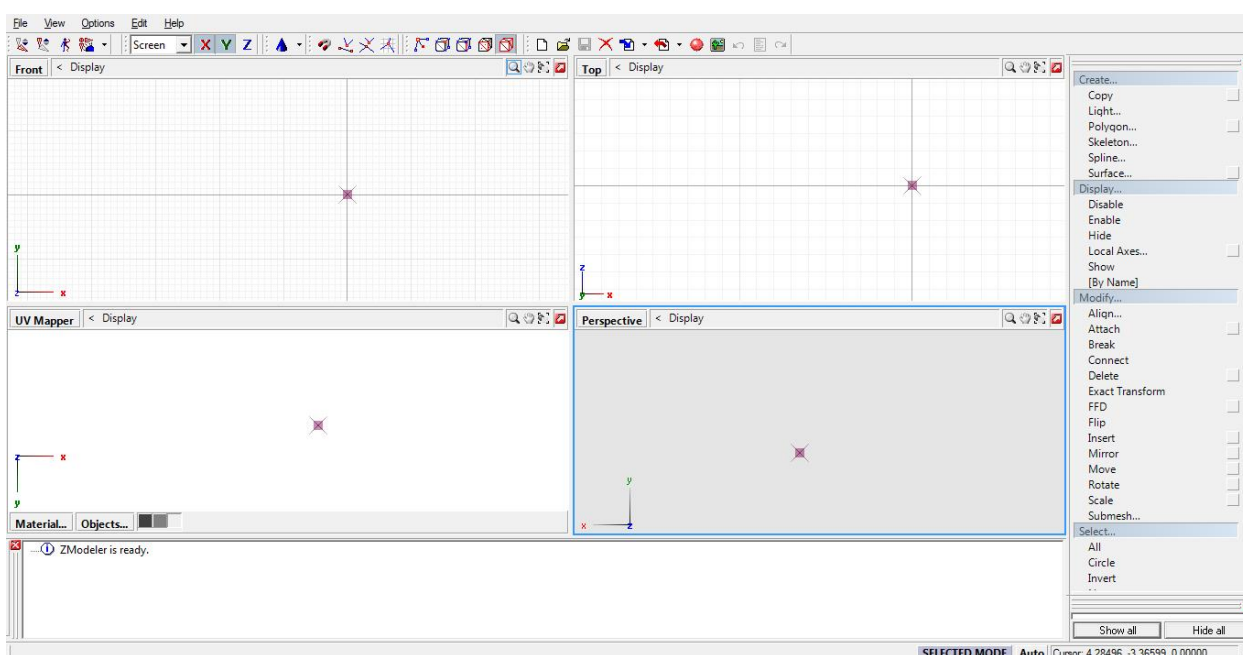 File View Options Edit Help
Screen X Y Z
Front < Display
Top < Display
y
z x
z
y x
UV Mapper < Display
Perspective < Display
z x
y
y
x z
Material... Objects...
ZModeler is ready.
Create...
Copy
Light...
Polygon...
Skeleton...
Spline...
Surface...
Display...
Disable
Enable
Hide
Local Axes...
Show
[By Name]
Modify...
Align...
Attach
Break
Connect
Delete
Exact Transform
FFD
Flip
Insert
Mirror
Move
Rotate
Scale
Submesh...
Select...
All
Circle
Invert
Show all Hide all
SELECTED MODE Auto Cursor: 4.28496, -3.36599, 0.00000